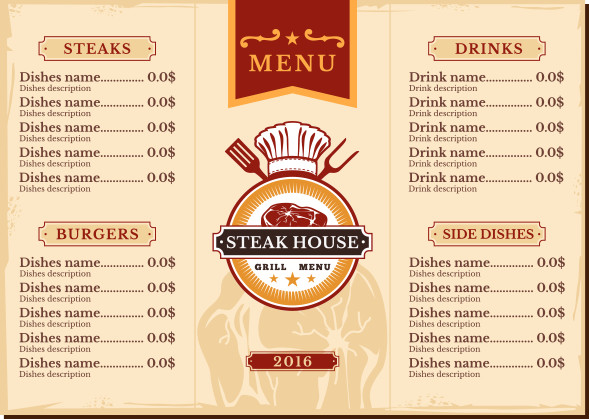 STEAKS
Dishes name............. 0.0$
Dishes description
Dishes name............. 0.0$
Dishes description
Dishes name............. 0.0$
Dishes description
Dishes name............. 0.0$
Dishes description
Dishes name............. 0.0$
Dishes description
BURGERS
Dishes name............. 0.0$
Dishes description
Dishes name............. 0.0$
Dishes description
Dishes name............. 0.0$
Dishes description
Dishes name............. 0.0$
Dishes description
Dishes name............. 0.0$
Dishes description
MENU
STEAK HOUSE
GRILL MENU
2016
DRINKS
Drink name.............. 0.0$
Drink description
Drink name.............. 0.0$
Drink description
Drink name.............. 0.0$
Drink description
Drink name.............. 0.0$
Drink description
Drink name.............. 0.0$
Drink description
SIDE DISHES
Dishes name............. 0.0$
Dishes description
Dishes name............. 0.0$
Dishes description
Dishes name............. 0.0$
Dishes description
Dishes name............. 0.0$
Dishes description
Dishes name............. 0.0$
Dishes description